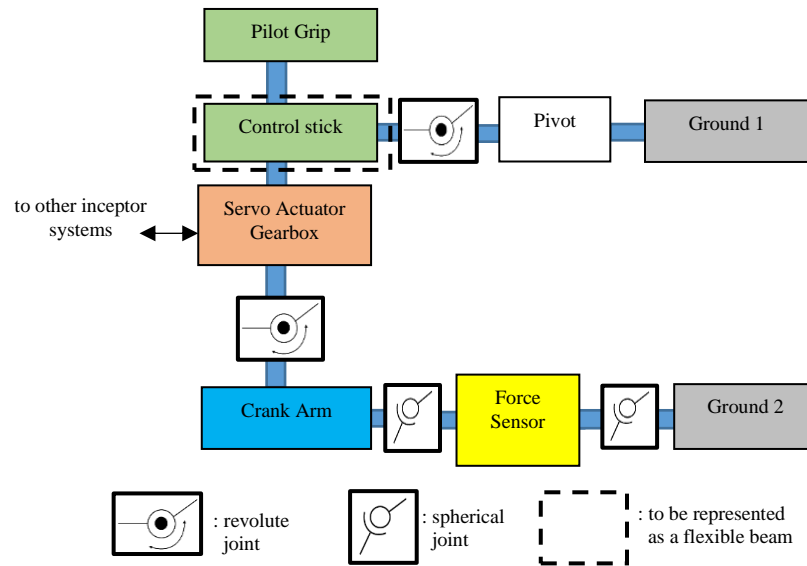 Pilot Grip
Control stick
Pivot
Ground 1
to other inceptor
systems
Servo Actuator
Gearbox
Crank Arm
Force
Sensor
Ground 2
: revolute
joint
: spherical
joint
: to be represented
as a flexible beam